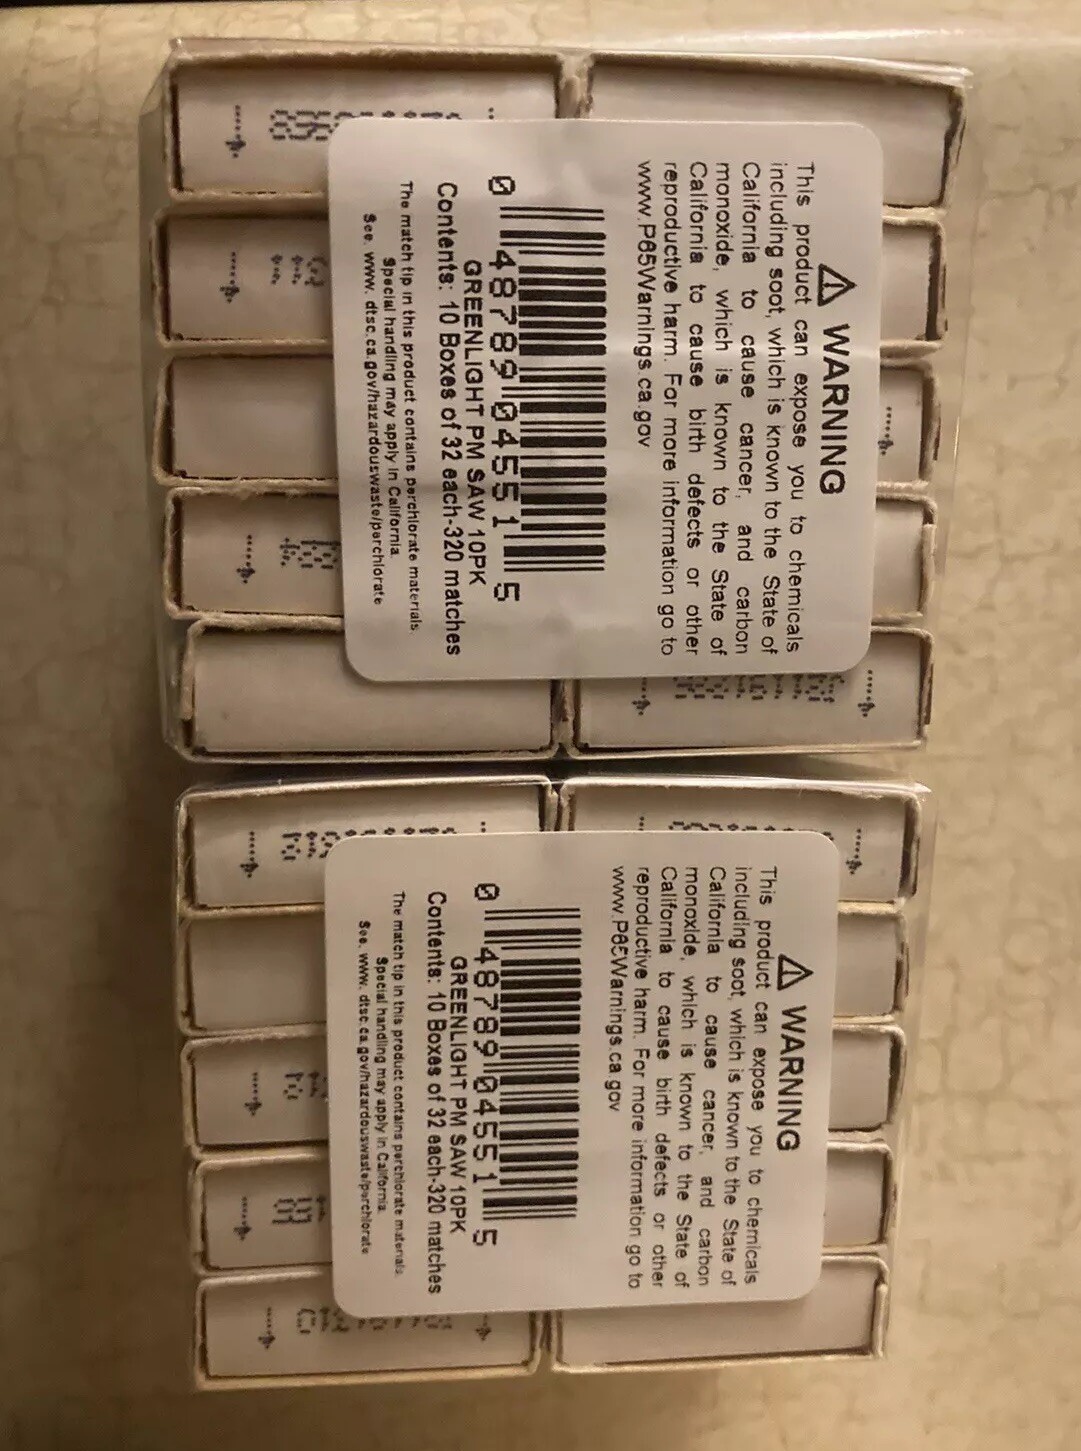 ⚠ WARNING
This product can expose you to chemicals
including soot, which is known to the State of
California to cause cancer, and carbon
monoxide, which is known to the State of
California to cause birth defects or other
reproductive harm. For more information go to
www.P65Warnings.ca.gov
0 48789 04551 5
GREENLIGHT PM SAW 10PK
Contents: 10 Boxes of 32 each-320 matches
The match tip in this product contains perchlorate materials.
Special handling may apply in California.
See. www. dtsc.ca.gov/hazardouswaste/perchlorate
⚠ WARNING
This product can expose you to chemicals
including soot, which is known to the State of
California to cause cancer, and carbon
monoxide, which is known to the State of
California to cause birth defects or other
reproductive harm. For more information go to
www.P65Warnings.ca.gov
0 48789 04551 5
GREENLIGHT PM SAW 10PK
Contents: 10 Boxes of 32 each-320 matches
The match tip in this product contains perchlorate materials.
Special handling may apply in California.
See. www. dtsc.ca.gov/hazardouswaste/perchlorate